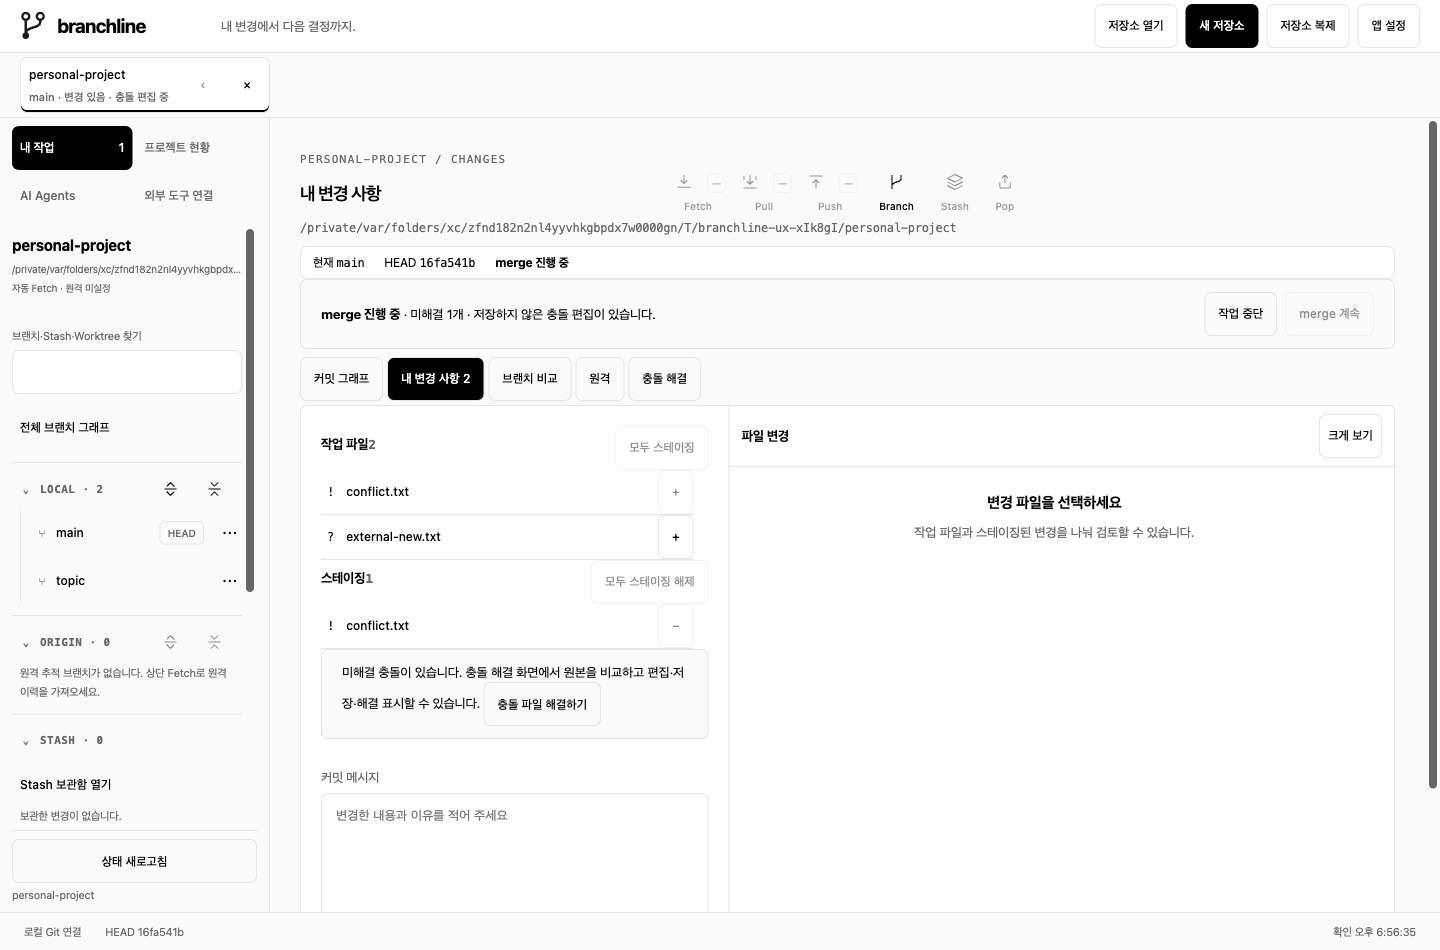 branchline
내 변경에서 다음 결정까지.
저장소 열기
새 저장소
저장소 복제
앱 설정
personal-project
main · 변경 있음 · 충돌 편집 중
‹
×
내 작업 1
프로젝트 현황
AI Agents
외부 도구 연결
personal-project
/private/var/folders/xc/zfnd182n2nl4yyvhkgbpdx...
자동 Fetch · 원격 미설정
브랜치·Stash·Worktree 찾기
전체 브랜치 그래프
LOCAL · 2
main HEAD ···
topic ···
ORIGIN · 0
원격 추적 브랜치가 없습니다. 상단 Fetch로 원격
이력을 가져오세요.
STASH · 0
Stash 보관함 열기
보관한 변경이 없습니다.
상태 새로고침
personal-project
PERSONAL-PROJECT / CHANGES
내 변경 사항
Fetch — Pull — Push — Branch Stash Pop
/private/var/folders/xc/zfnd182n2nl4yyvhkgbpdx7w0000gn/T/branchline-ux-xIk8gI/personal-project
현재 main HEAD 16fa541b merge 진행 중
merge 진행 중 · 미해결 1개 · 저장하지 않은 충돌 편집이 있습니다.
작업 중단
merge 계속
커밋 그래프
내 변경 사항 2
브랜치 비교
원격
충돌 해결
작업 파일2
모두 스테이징
! conflict.txt +
? external-new.txt +
스테이징1
모두 스테이징 해제
! conflict.txt −
미해결 충돌이 있습니다. 충돌 해결 화면에서 원본을 비교하고 편집·저
장·해결 표시할 수 있습니다. 충돌 파일 해결하기
커밋 메시지
변경한 내용과 이유를 적어 주세요
파일 변경
크게 보기
변경 파일을 선택하세요
작업 파일과 스테이징된 변경을 나눠 검토할 수 있습니다.
로컬 Git 연결
HEAD 16fa541b
확인 오후 6:56:35